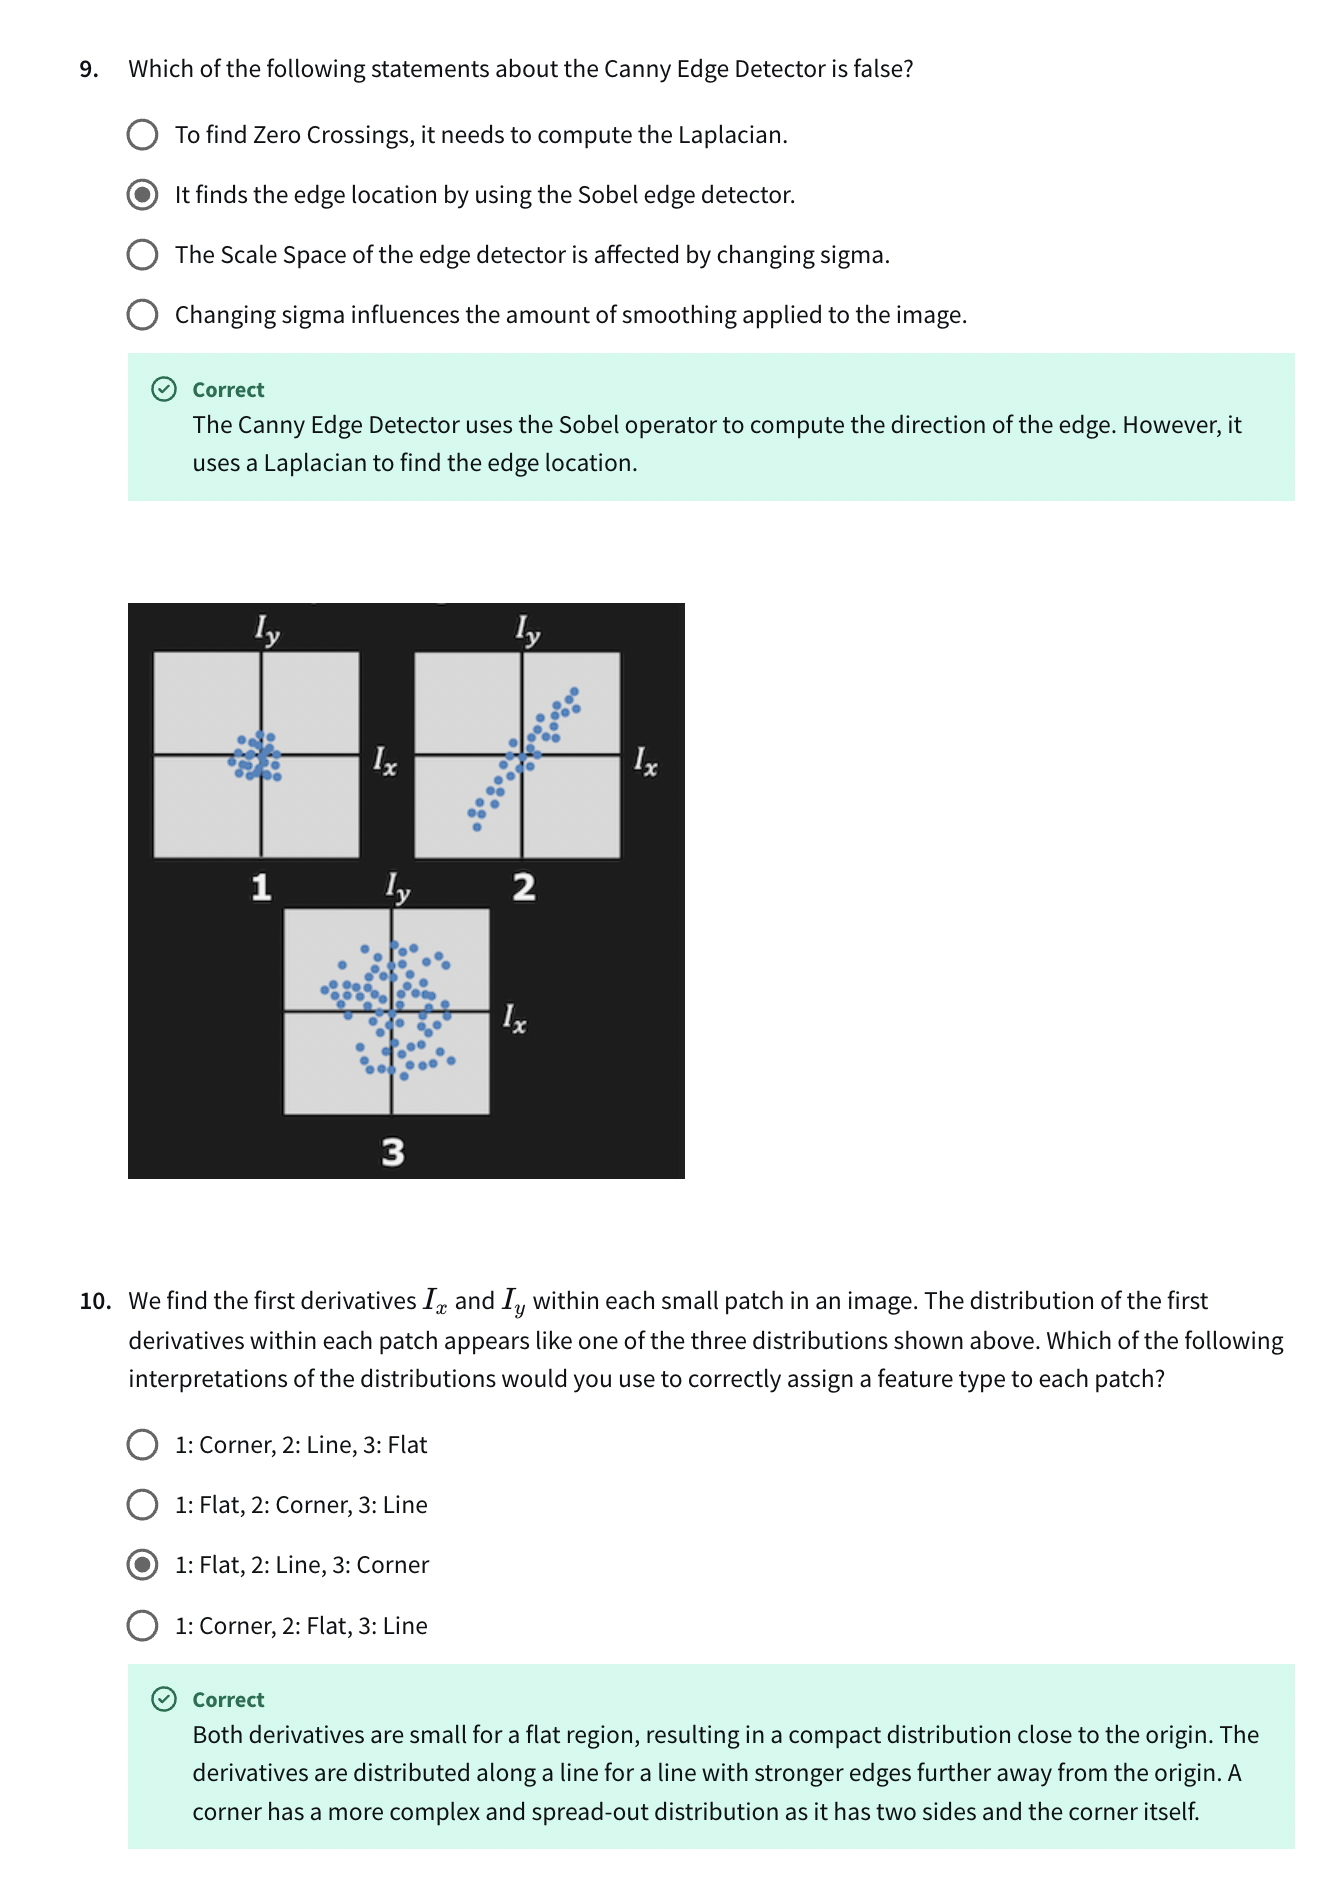 9. Which of the following statements about the Canny Edge Detector is false?
To find Zero Crossings, it needs to compute the Laplacian.
It finds the edge location by using the Sobel edge detector.
The Scale Space of the edge detector is affected by changing sigma.
Changing sigma influences the amount of smoothing applied to the image.
Correct
The Canny Edge Detector uses the Sobel operator to compute the direction of the edge. However, it
uses a Laplacian to find the edge location.
I_y I_y
I_x I_x
1 2
I_y
I_x
3
10. We find the first derivatives I_x and I_y within each small patch in an image. The distribution of the first
derivatives within each patch appears like one of the three distributions shown above. Which of the following
interpretations of the distributions would you use to correctly assign a feature type to each patch?
1: Corner, 2: Line, 3: Flat
1: Flat, 2: Corner, 3: Line
1: Flat, 2: Line, 3: Corner
1: Corner, 2: Flat, 3: Line
Correct
Both derivatives are small for a flat region, resulting in a compact distribution close to the origin. The
derivatives are distributed along a line for a line with stronger edges further away from the origin. A
corner has a more complex and spread-out distribution as it has two sides and the corner itself.